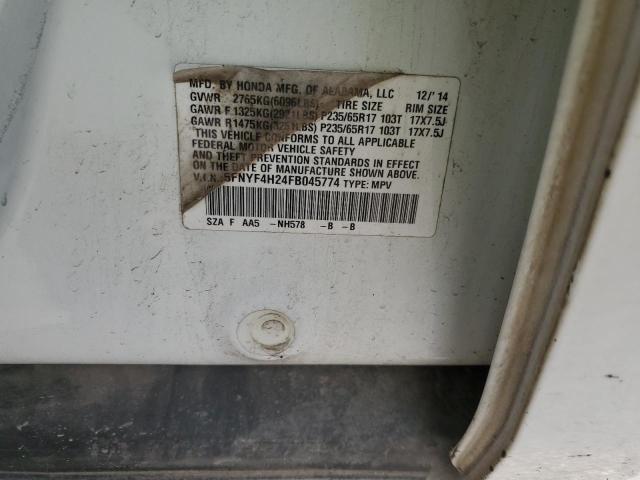 MFD. BY HONDA MFG. OF ALABAMA, LLC 12/'14
GVWR 2765KG(6096LBS) TIRE SIZE RIM SIZE
GAWR F 1325KG(2921LBS) P235/65R17 103T 17X7.5J
GAWR R1475KG(3251LBS) P235/65R17 103T 17X7.5J
THIS VEHICLE CONFORMS TO ALL APPLICABLE
FEDERAL MOTOR VEHICLE SAFETY
AND THEFT PREVENTION STANDARDS IN EFFECT
ON THE DATE OF MANUFACTURE SHOWN ABOVE.
V.I.N. 5FNYF4H24FB045774 TYPE: MPV
SZA F AA5 -NH578 -B -B